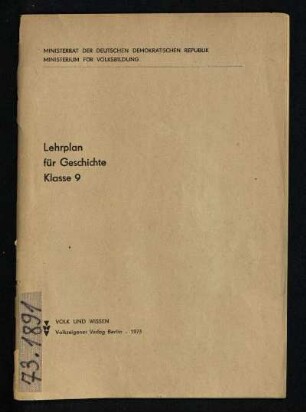 MINISTERRAT DER DEUTSCHEN DEMOKRATISCHEN REPUBLIK
MINISTERIUM FÜR VOLKSBILDUNG
Lehrplan
für Geschichte
Klasse 9
VOLK UND WISSEN
Volkseigener Verlag Berlin · 1973
73.1891